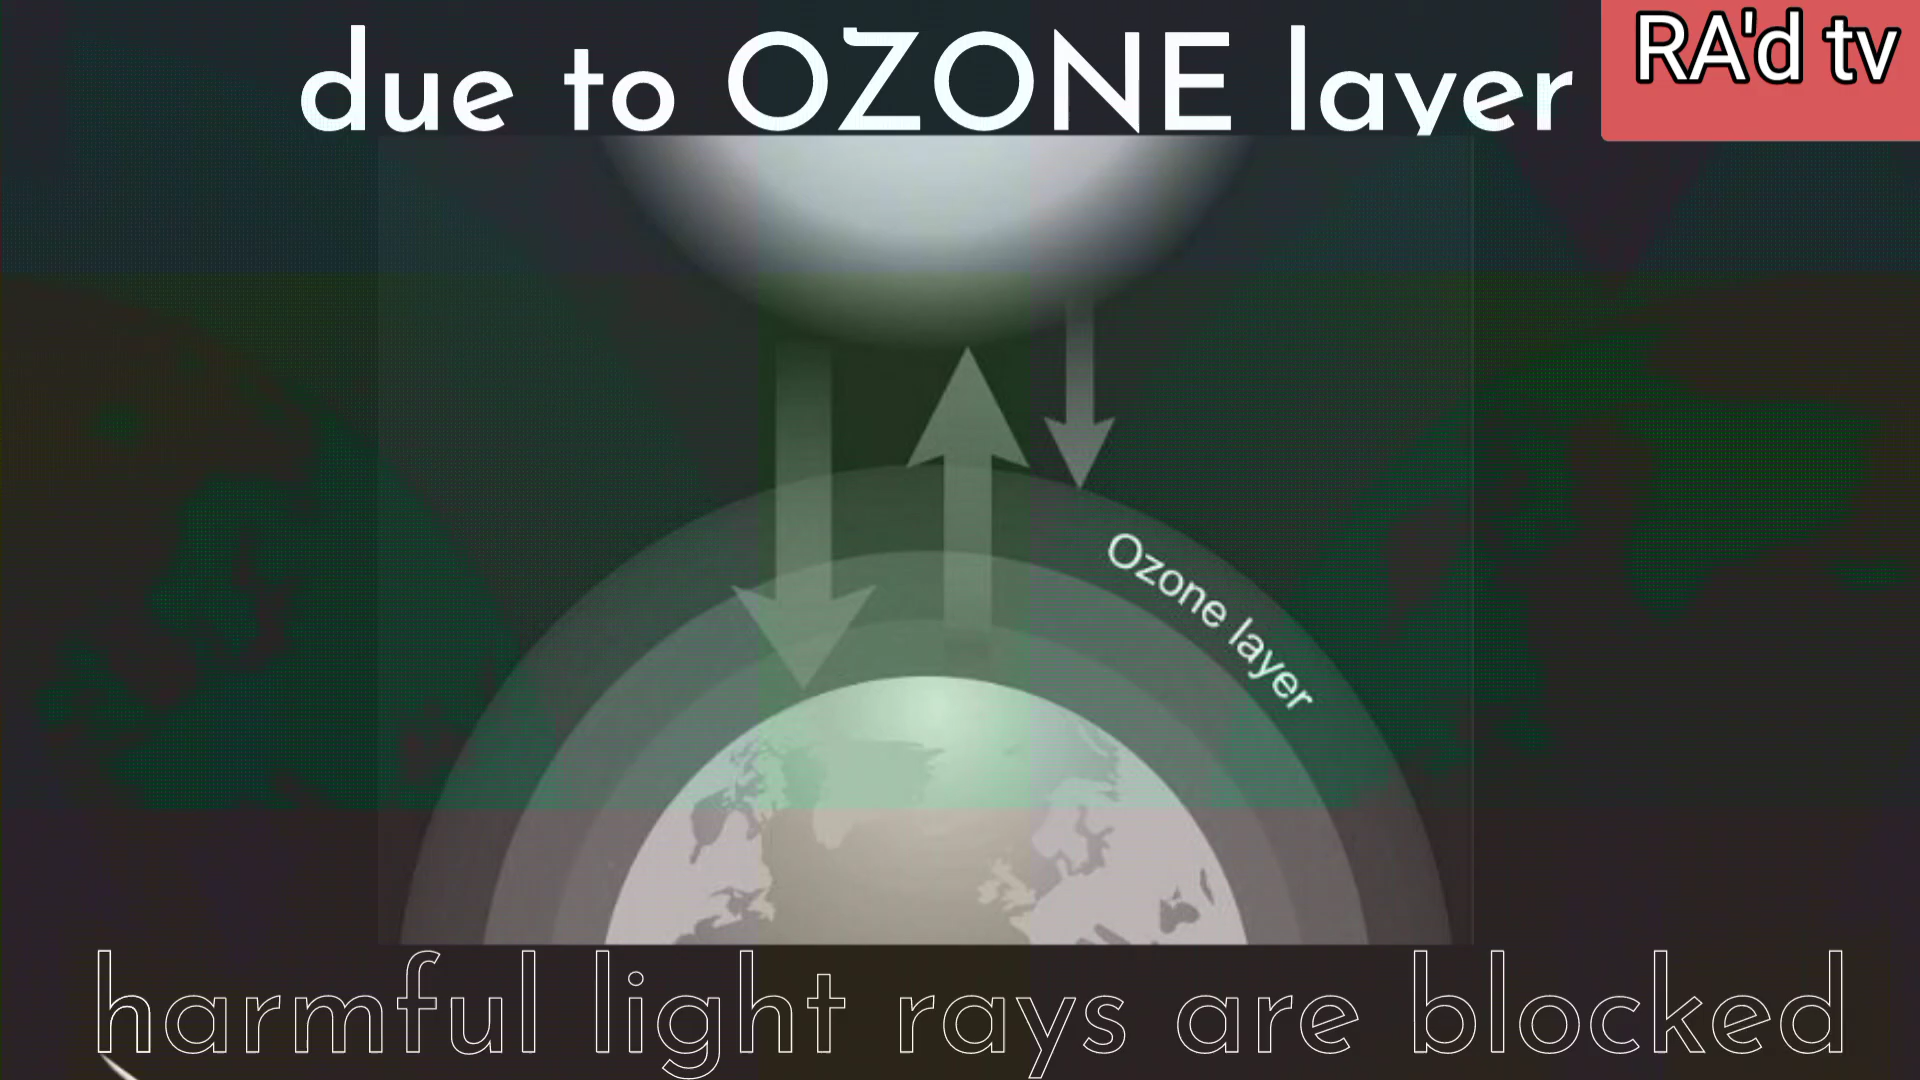 due to OZONE layer
RA'd tv
Ozone layer
harmful light rays are blocked